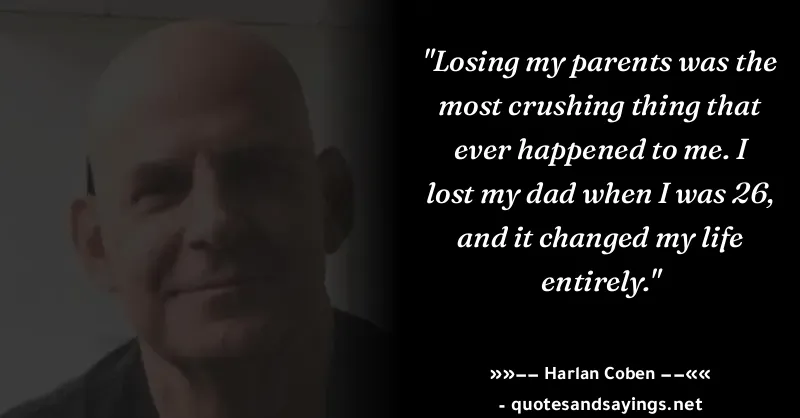 "Losing my parents was the
most crushing thing that
ever happened to me. I
lost my dad when I was 26,
and it changed my life
entirely."
»»−− Harlan Coben −−««
- quotesandsayings.net